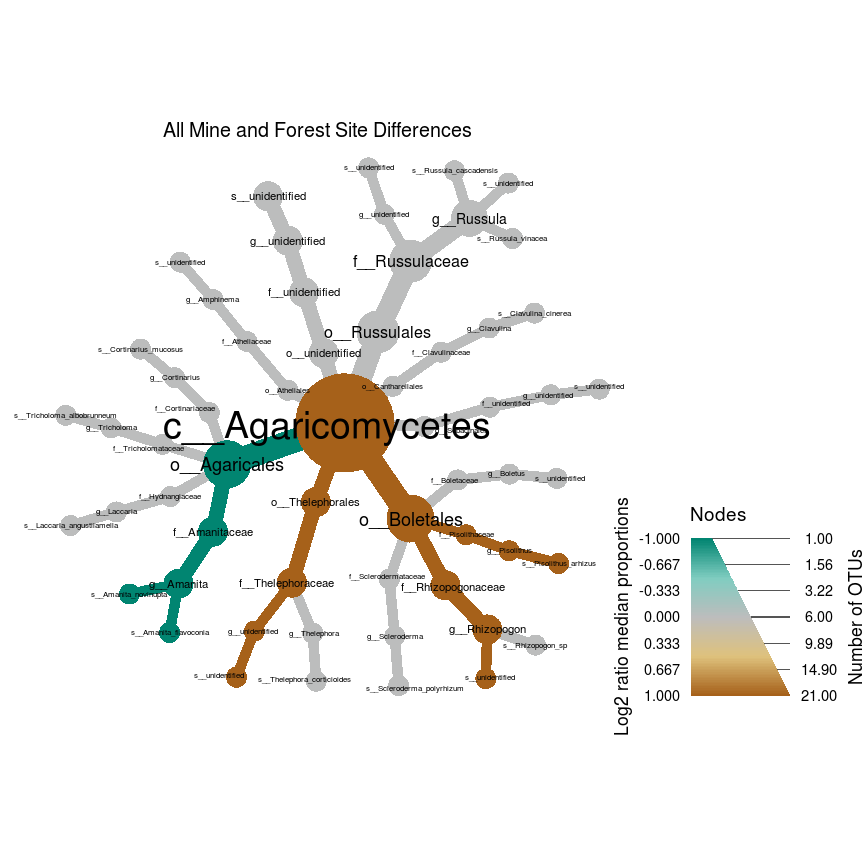 All Mine and Forest Site Differences
s__unidentified
s__Russula_cascadensis
s__unidentified
s__unidentified
g__unidentified
g__Russula
g__unidentified
s__Russula_vinacea
s__unidentified
f__Russulaceae
f__unidentified
g__Amphinema
s__Clavulina_cinerea
g__Clavulina
o__Russulales
f__Atheliaceae
s__Cortinarius_mucosus
o__unidentified
f__Clavulinaceae
g__Cortinarius
o__Atheliales
o__Cantharellales
s__unidentified
g__unidentified
f__unidentified
f__Cortinariaceae
s__Tricholoma_albobrunneum
g__Tricholoma
c__Agaricomycetes
f__Tricholomataceae
o__Agaricales
g__Boletus
s__unidentified
f__Boletaceae
f__Hydnangiaceae
o__Thelephorales
g__Laccaria
o__Boletales
s__Laccaria_angustilamella
f__Amanitaceae
f__Pisolithaceae
g__Pisolithus
s__Pisolithus_arhizus
f__Sclerodermataceae
g__Amanita
f__Thelephoraceae
f__Rhizopogonaceae
s__Amanita_novinupta
s__Amanita_flavoconia
g__unidentified
g__Thelephora
g__Scleroderma
g__Rhizopogon
s__Rhizopogon_sp
s__unidentified
s__Thelephora_corticioides
s__unidentified
s__Scleroderma_polyrhizum
Nodes
-1.000 1.00
-0.667 1.56
-0.333 3.22
0.000 6.00
0.333 9.89
0.667 14.90
1.000 21.00
Log2 ratio median proportions
Number of OTUs